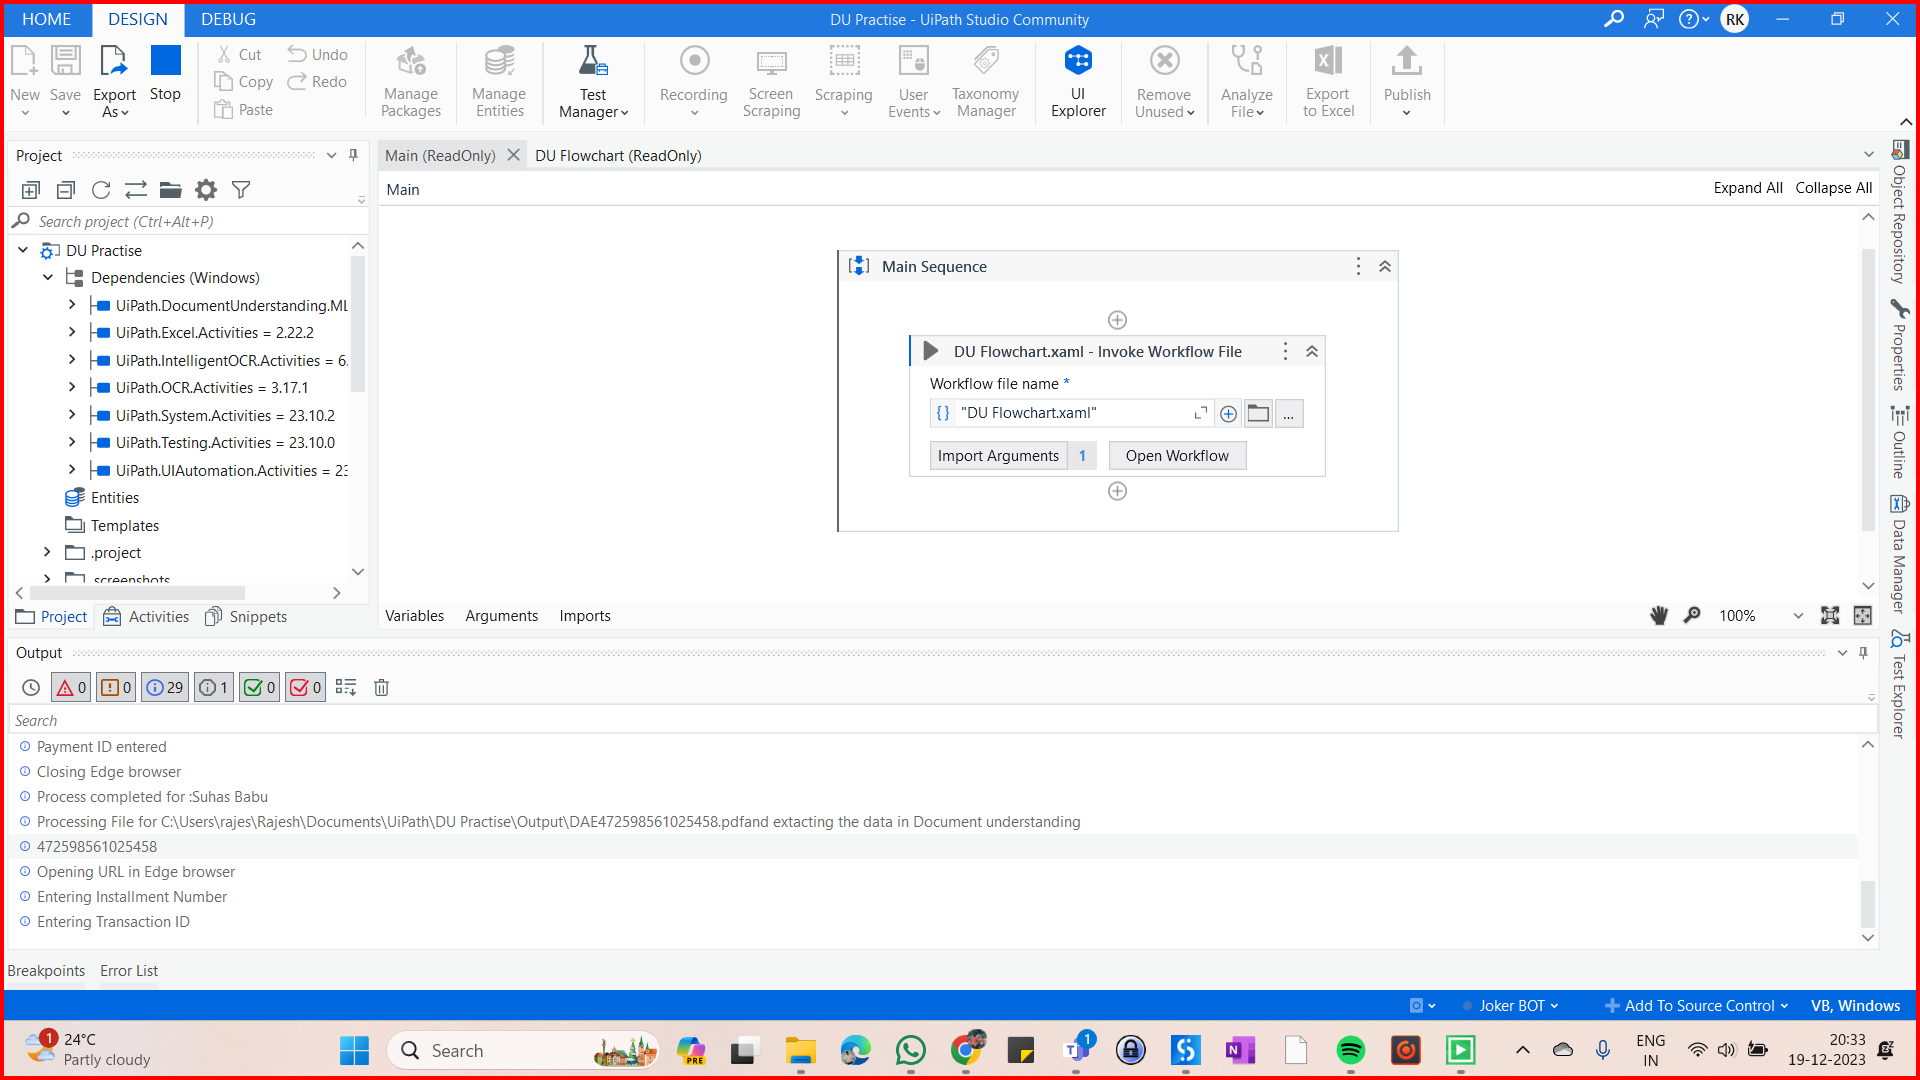 HOME
DESIGN
DEBUG
DU Practise - UiPath Studio Community
RK
New
Save
Export As
Stop
Cut
Copy
Paste
Undo
Redo
Manage Packages
Manage Entities
Test Manager
Recording
Screen Scraping
Scraping
User Events
Taxonomy Manager
UI Explorer
Remove Unused
Analyze File
Export to Excel
Publish
Project
Search project (Ctrl+Alt+P)
DU Practise
Dependencies (Windows)
UiPath.DocumentUnderstanding.ML
UiPath.Excel.Activities = 2.22.2
UiPath.IntelligentOCR.Activities = 6.
UiPath.OCR.Activities = 3.17.1
UiPath.System.Activities = 23.10.2
UiPath.Testing.Activities = 23.10.0
UiPath.UIAutomation.Activities = 23
Entities
Templates
.project
.screenshots
Project
Activities
Snippets
Main (ReadOnly)
DU Flowchart (ReadOnly)
Main
Expand All
Collapse All
Main Sequence
DU Flowchart.xaml - Invoke Workflow File
Workflow file name *
"DU Flowchart.xaml"
...
Import Arguments 1
Open Workflow
Variables
Arguments
Imports
100%
Object Repository
Properties
Outline
Data Manager
Test Explorer
Output
0
0
29
1
0
0
Search
Payment ID entered
Closing Edge browser
Process completed for :Suhas Babu
Processing File for C:\Users\rajes\Rajesh\Documents\UiPath\DU Practise\Output\DAE472598561025458.pdfand extacting the data in Document understanding
472598561025458
Opening URL in Edge browser
Entering Installment Number
Entering Transaction ID
Breakpoints
Error List
Joker BOT
Add To Source Control
VB, Windows
1
24°C
Partly cloudy
Search
PRE
1
ENG
IN
20:33
19-12-2023